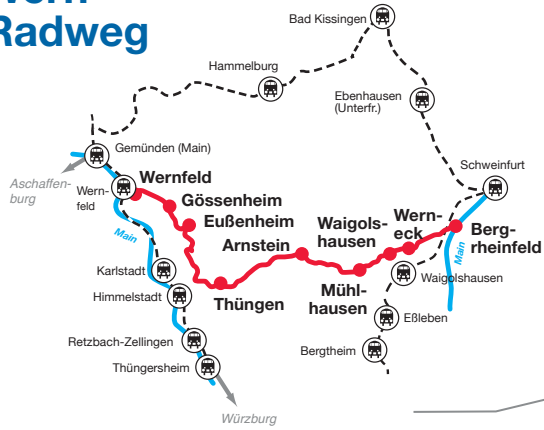 Radweg
Bad Kissingen
Hammelburg
Ebenhausen
(Unterfr.)
Gemünden (Main)
Schweinfurt
Aschaffen-
burg
Wern-
feld
Wernfeld
Gössenheim
Eußenheim
Arnstein
Waigols-
hausen
Wern-
eck
Berg-
rheinfeld
Main
Main
Karlstadt
Himmelstadt
Thüngen
Mühl-
hausen
Waigolshausen
Eßleben
Retzbach-Zellingen
Thüngersheim
Bergtheim
Würzburg